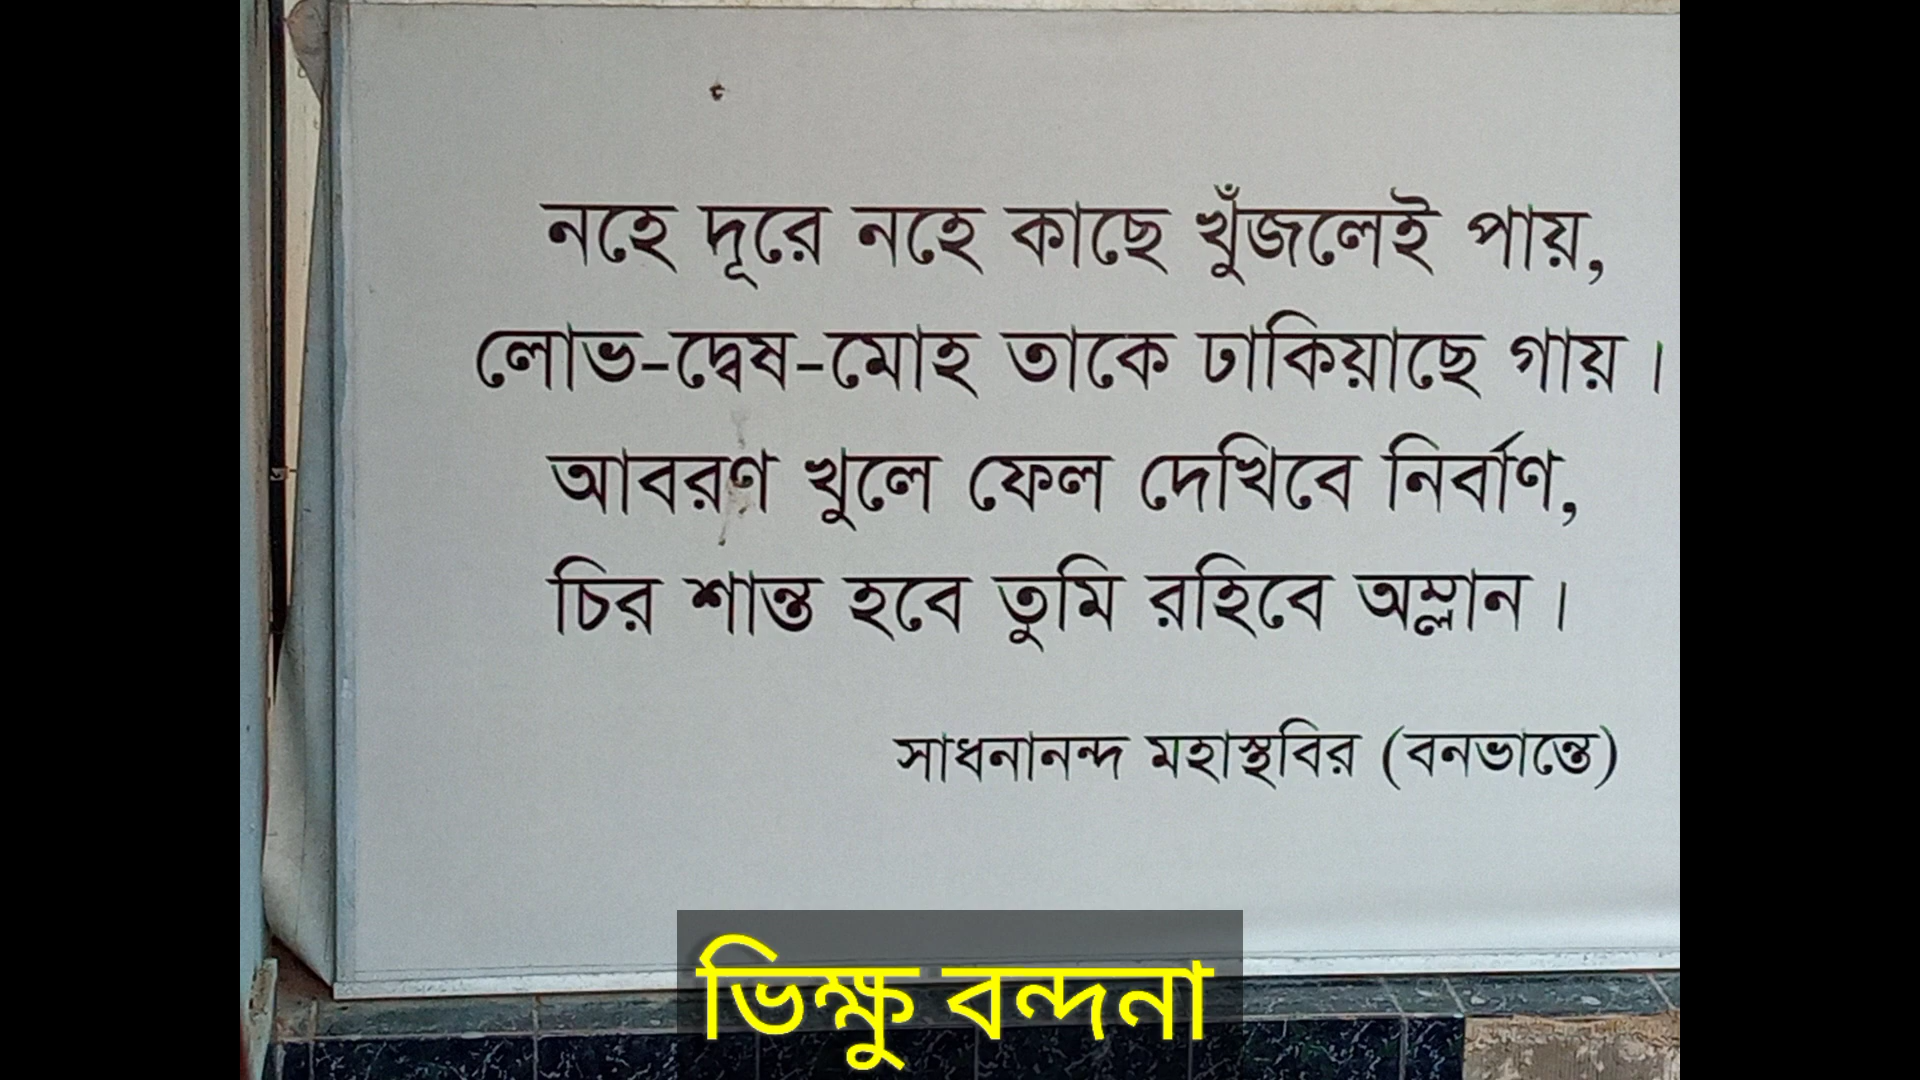 নহে দূরে নহে কাছে খুঁজলেই পায়,
লোভ-দ্বেষ-মোহ তাকে ঢাকিয়াছে গায়।
আবরণ খুলে ফেল দেখিবে নির্বাণ,
চির শান্ত হবে তুমি রহিবে অম্লান।
সাধনানন্দ মহাস্থবির (বনভান্তে)
ভিক্ষু বন্দনা